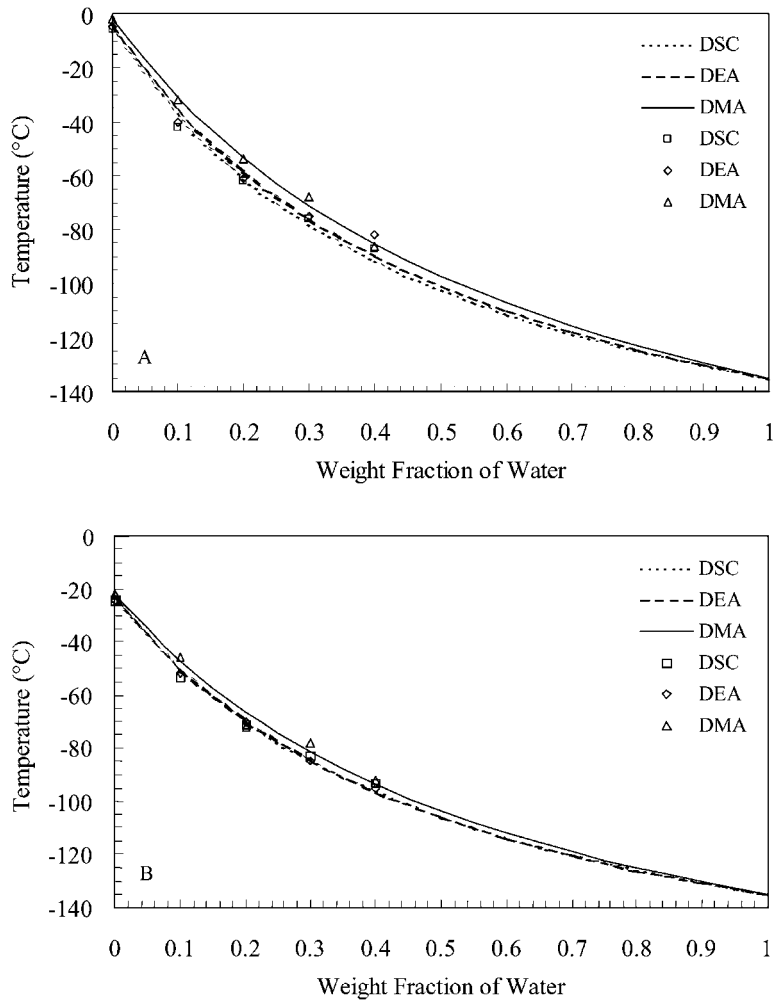 0
-20
-40
-60
-80
-100
-120
-140
Temperature (°C)
DSC
DEA
DMA
DSC
DEA
DMA
A
0 0.1 0.2 0.3 0.4 0.5 0.6 0.7 0.8 0.9 1
Weight Fraction of Water
0
-20
-40
-60
-80
-100
-120
-140
Temperature (°C)
DSC
DEA
DMA
DSC
DEA
DMA
B
0 0.1 0.2 0.3 0.4 0.5 0.6 0.7 0.8 0.9 1
Weight Fraction of Water